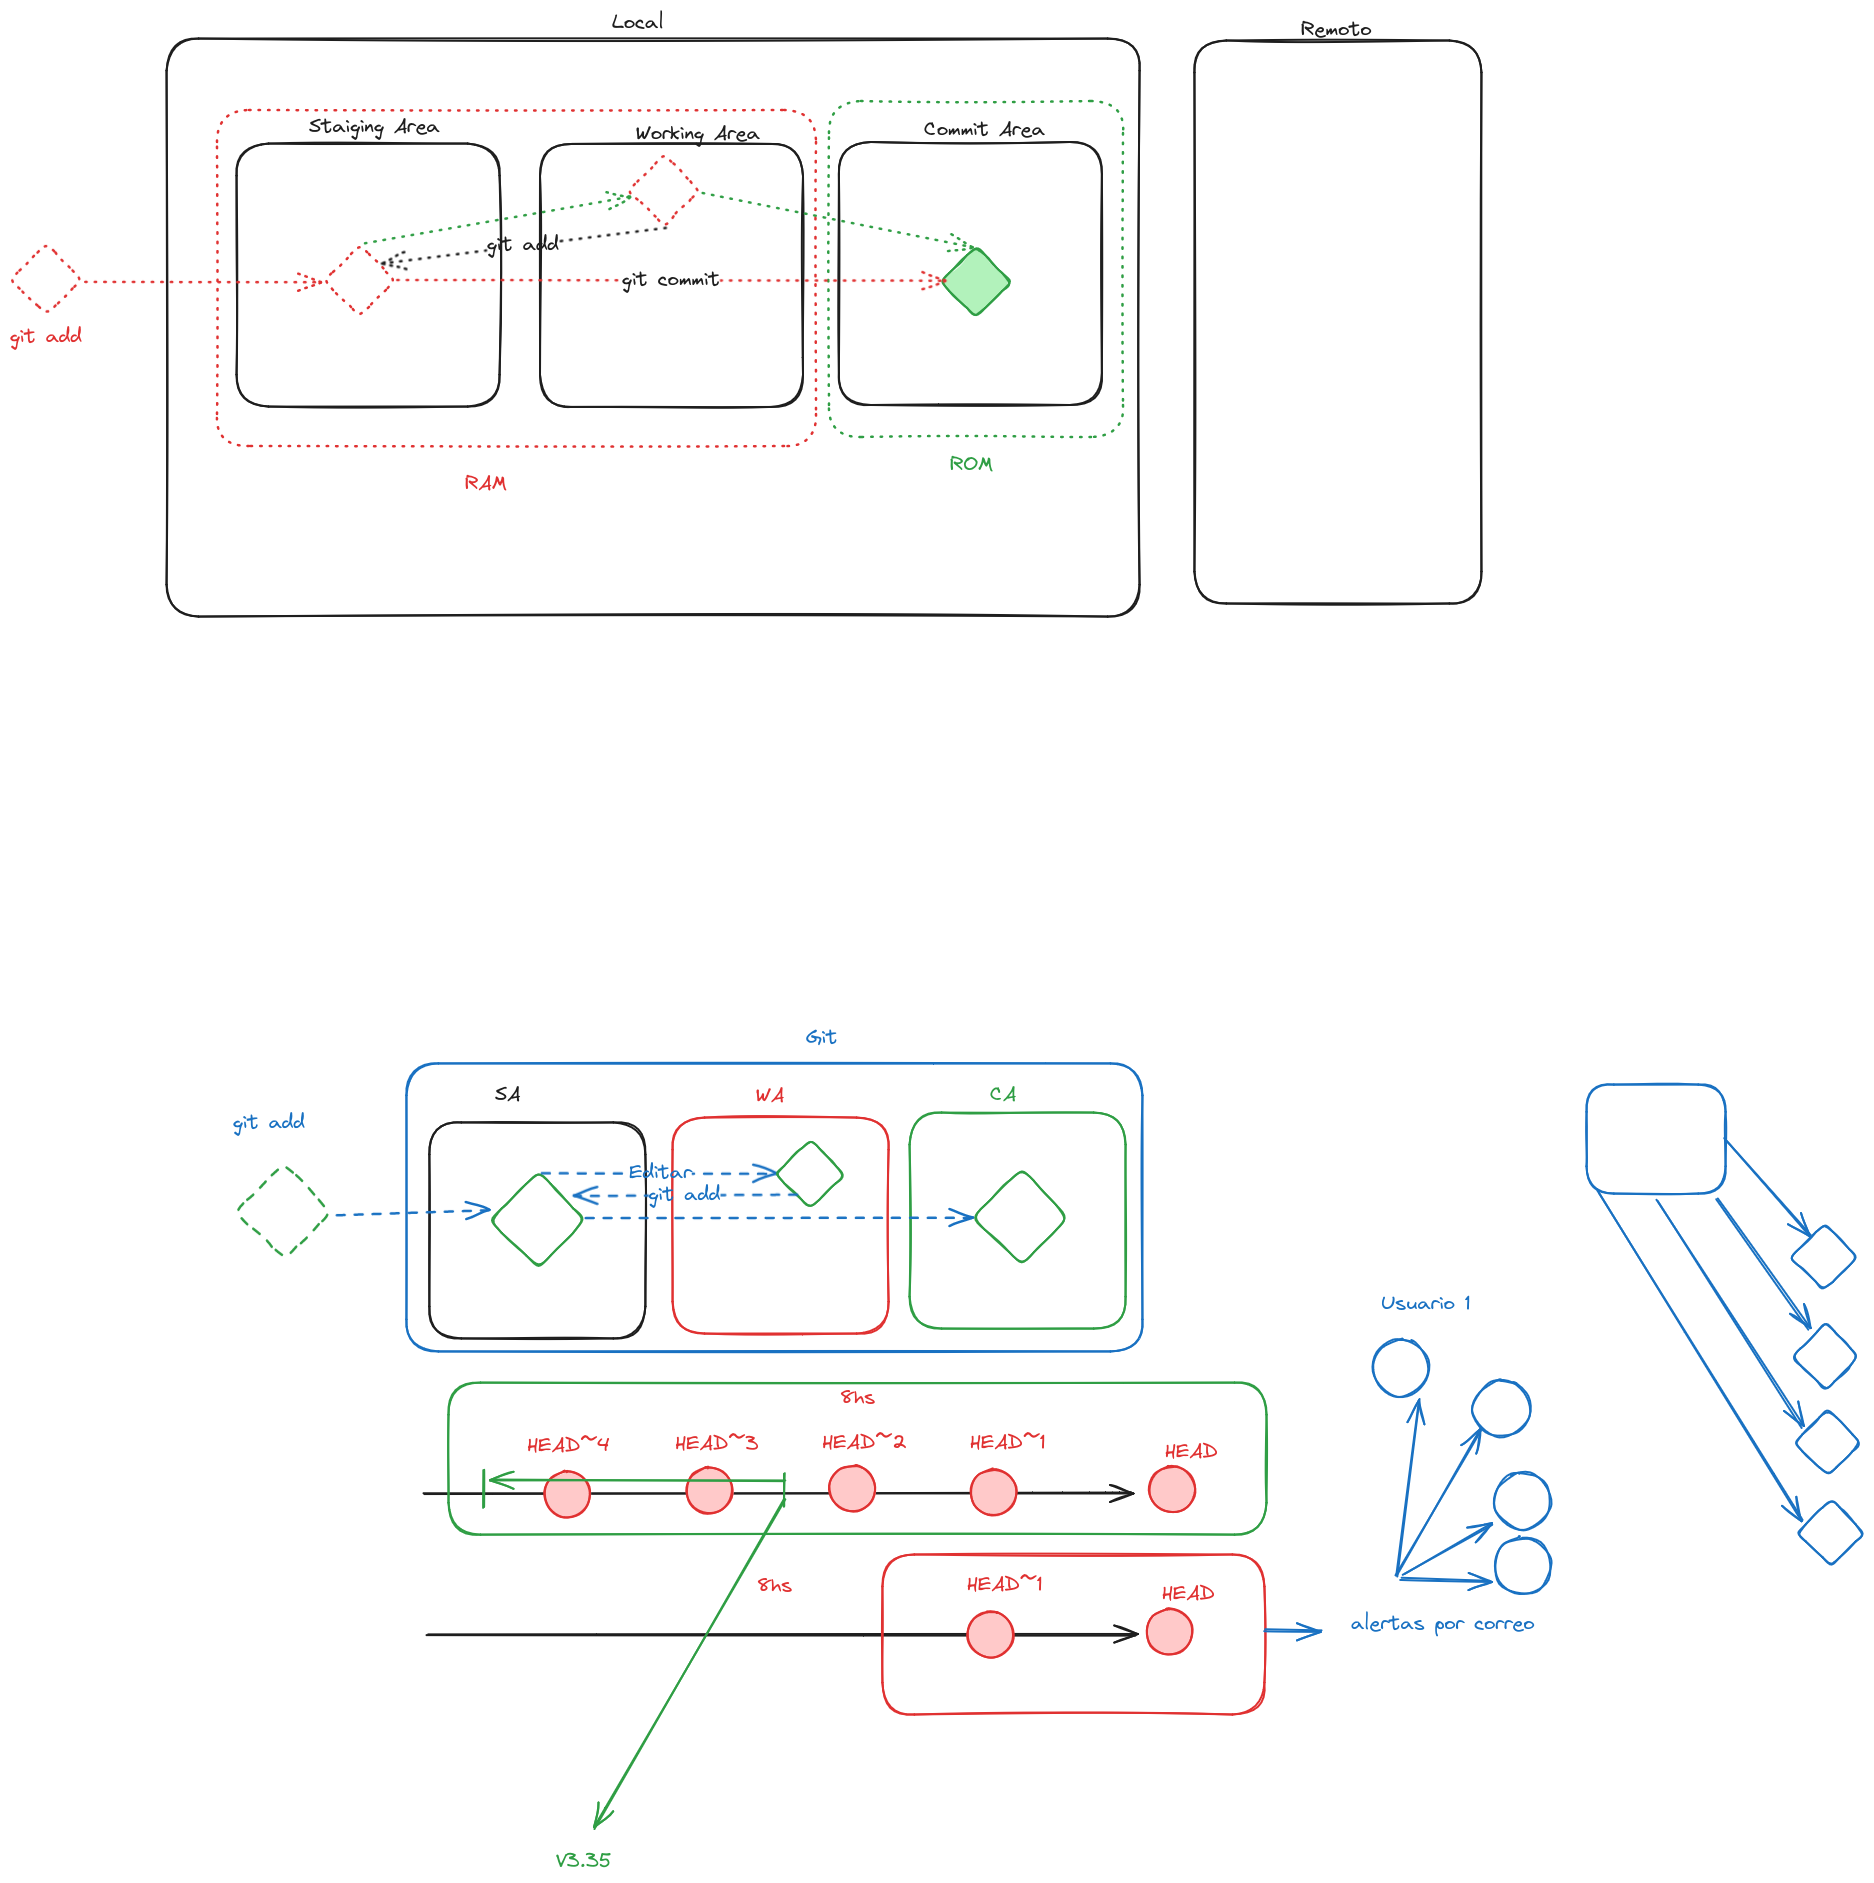 Local
Remoto
Staiging Area
Working Area
Commit Area
git add
git commit
git add
RAM
ROM
Git
SA
WA
CA
git add
Editar
git add
Usuario 1
8hs
HEAD~4
HEAD~3
HEAD~2
HEAD~1
HEAD
8hs
HEAD~1
HEAD
alertas por correo
V3.35